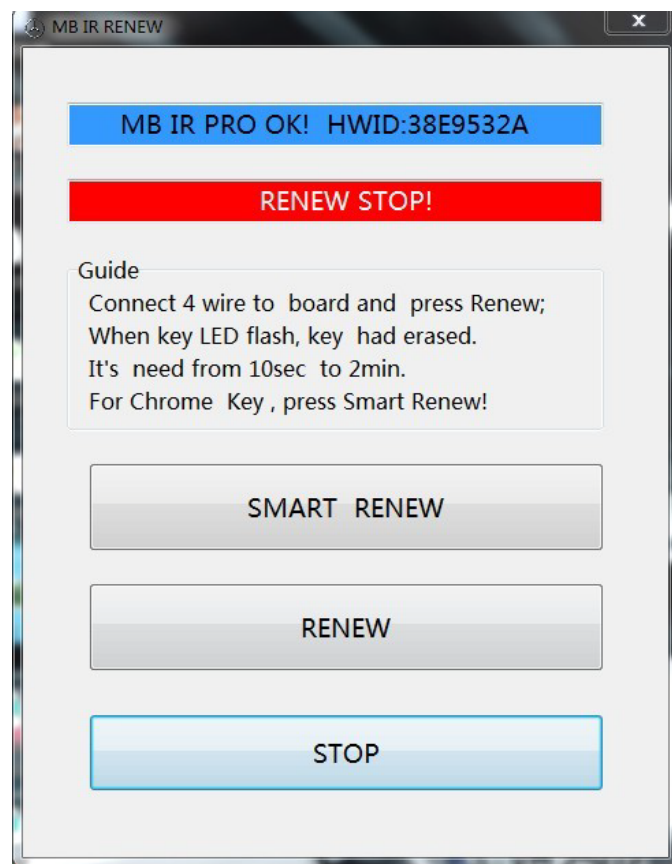 MB IR RENEW
x
MB IR PRO OK! HWID:38E9532A
RENEW STOP!
Guide
Connect 4 wire to board and press Renew;
When key LED flash, key had erased.
It's need from 10sec to 2min.
For Chrome Key , press Smart Renew!
SMART RENEW
RENEW
STOP